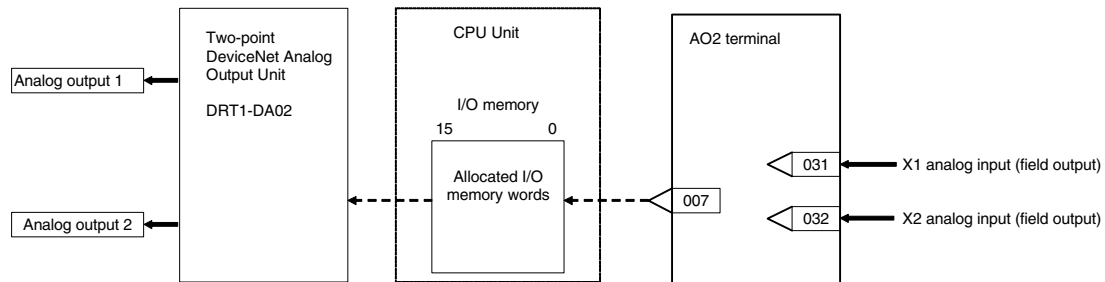 Two-point
DeviceNet Analog
Output Unit
DRT1-DA02
Analog output 1
Analog output 2
CPU Unit
I/O memory
15 0
Allocated I/O
memory words
AO2 terminal
007
031
032
X1 analog input (field output)
X2 analog input (field output)